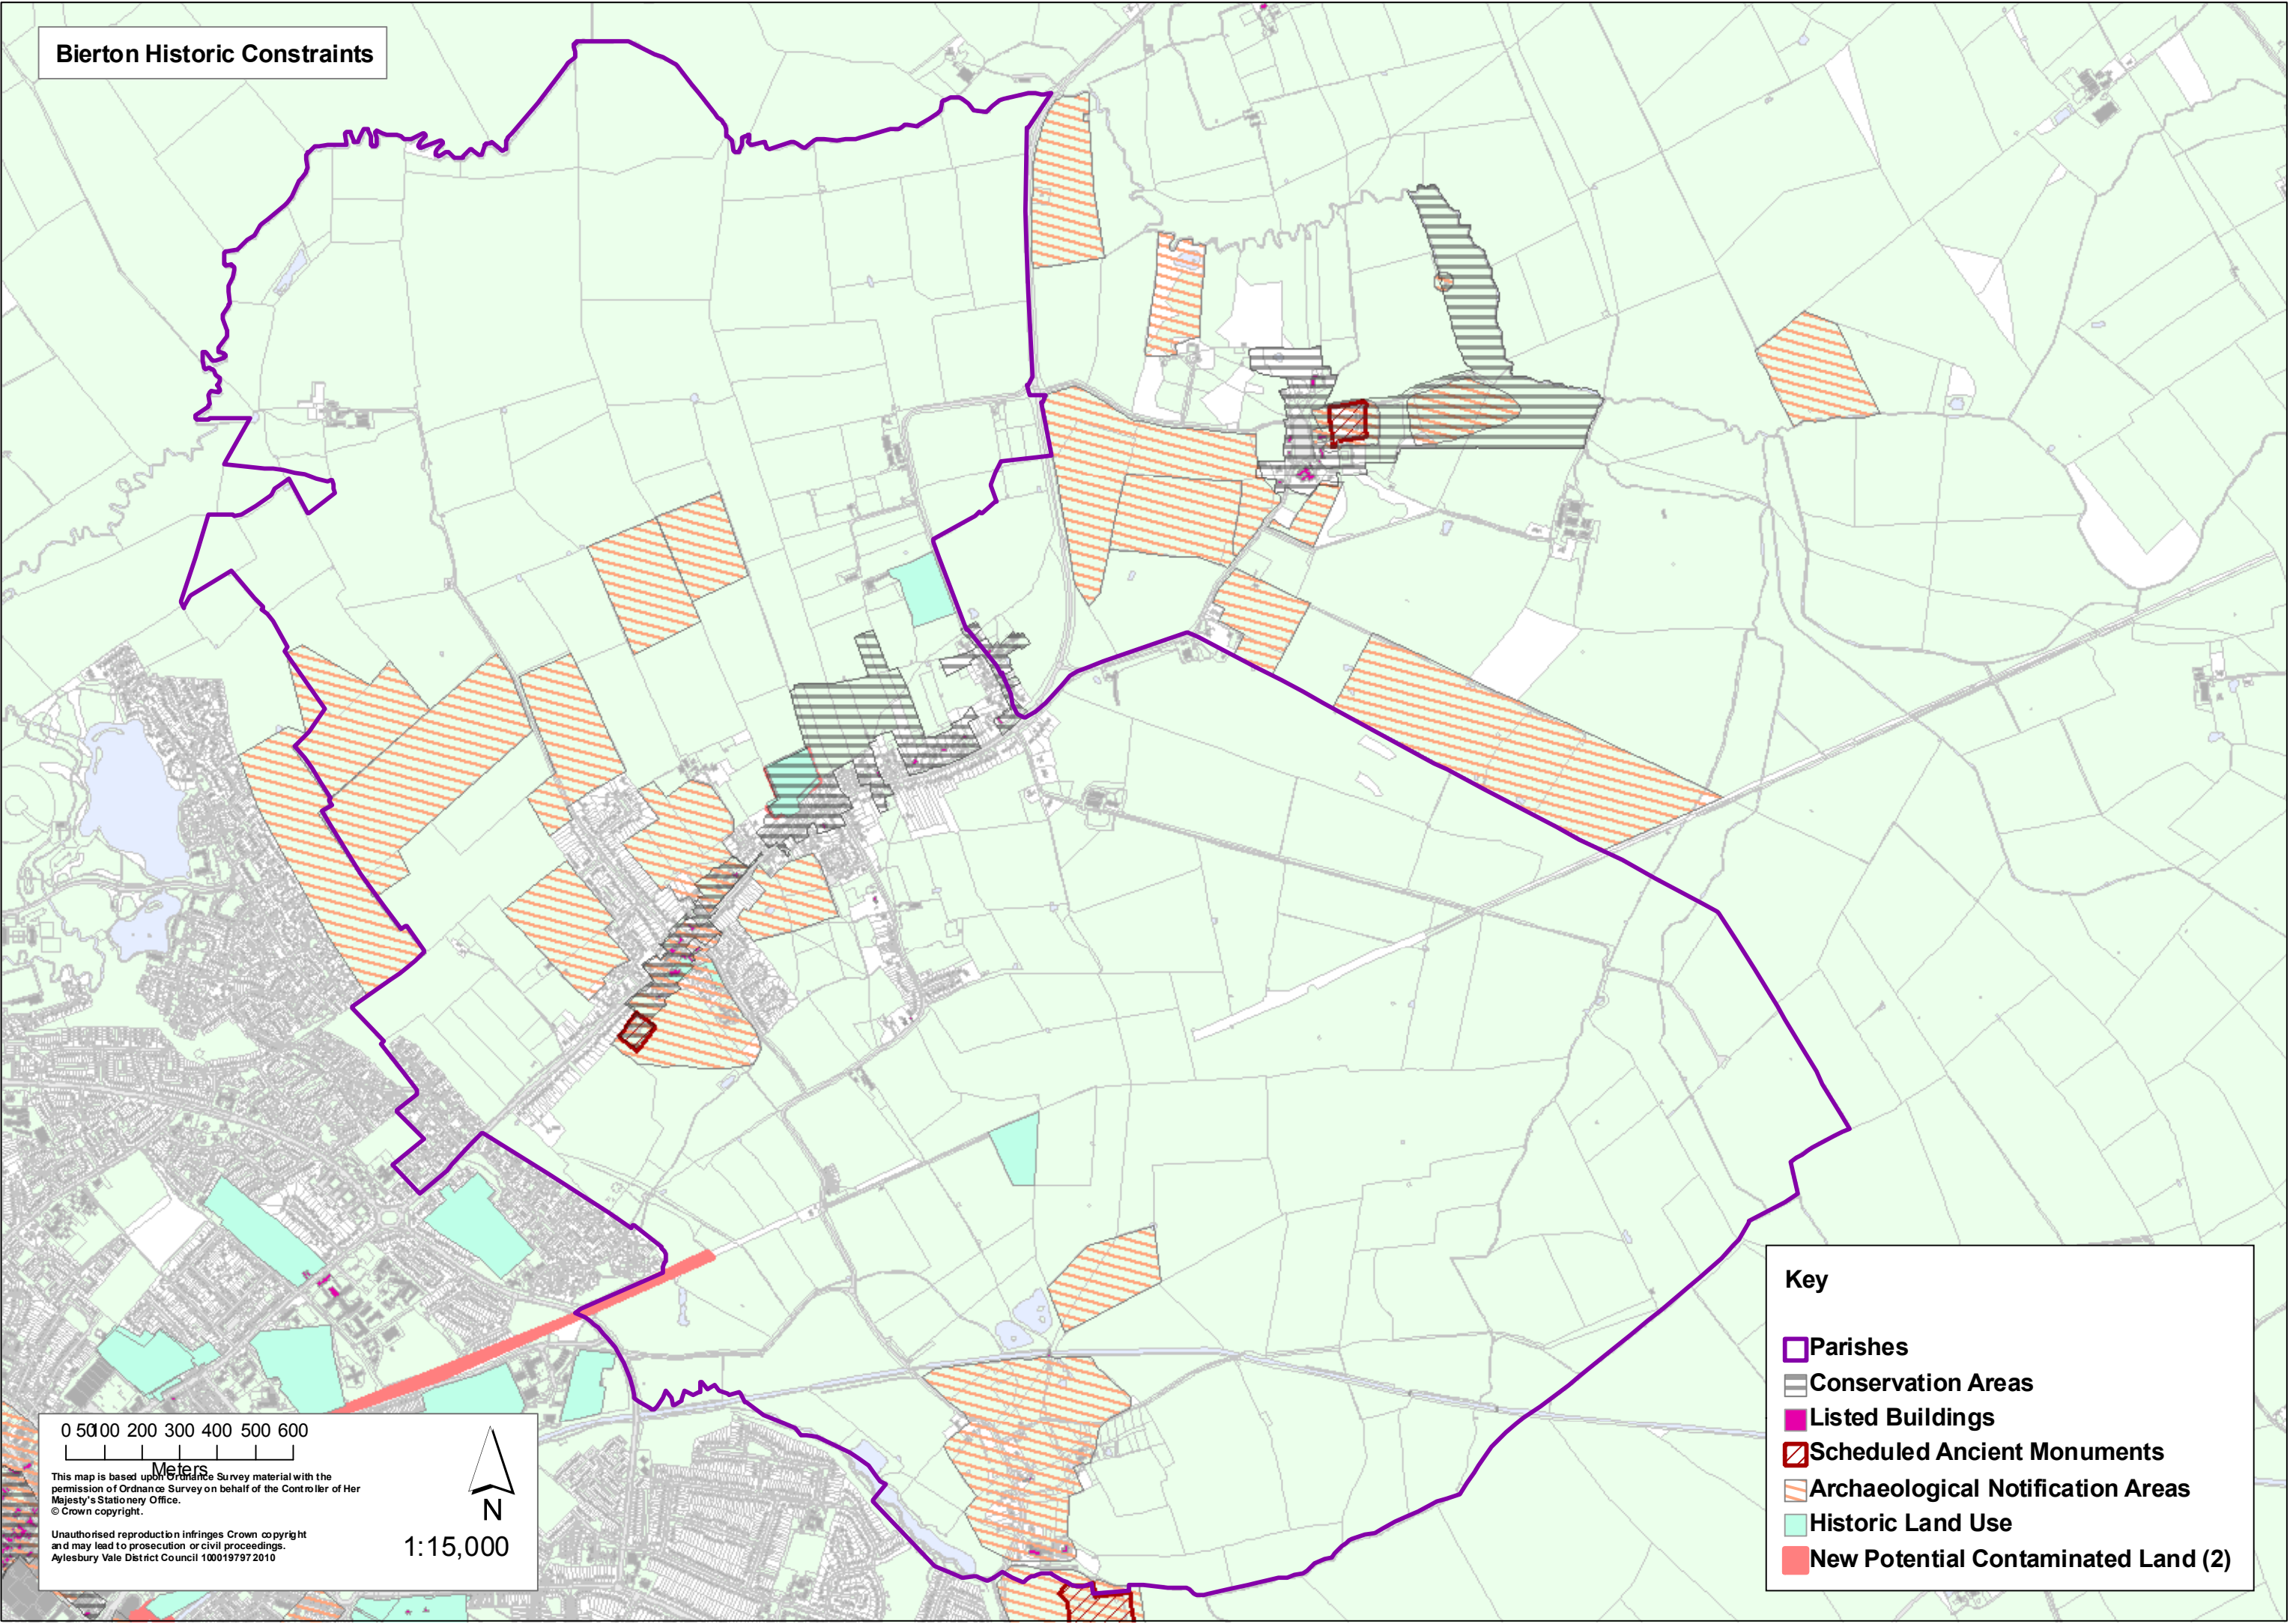 Bierton Historic Constraints
Key
Parishes
Conservation Areas
Listed Buildings
Scheduled Ancient Monuments
Archaeological Notification Areas
Historic Land Use
New Potential Contaminated Land (2)
0 50 100 200 300 400 500 600
Meters
This map is based upon Ordnance Survey material with the
permission of Ordnance Survey on behalf of the Controller of Her
Majesty's Stationery Office.
© Crown copyright.
Unauthorised reproduction infringes Crown copyright
and may lead to prosecution or civil proceedings.
Aylesbury Vale District Council 100019797 2010
N
1:15,000